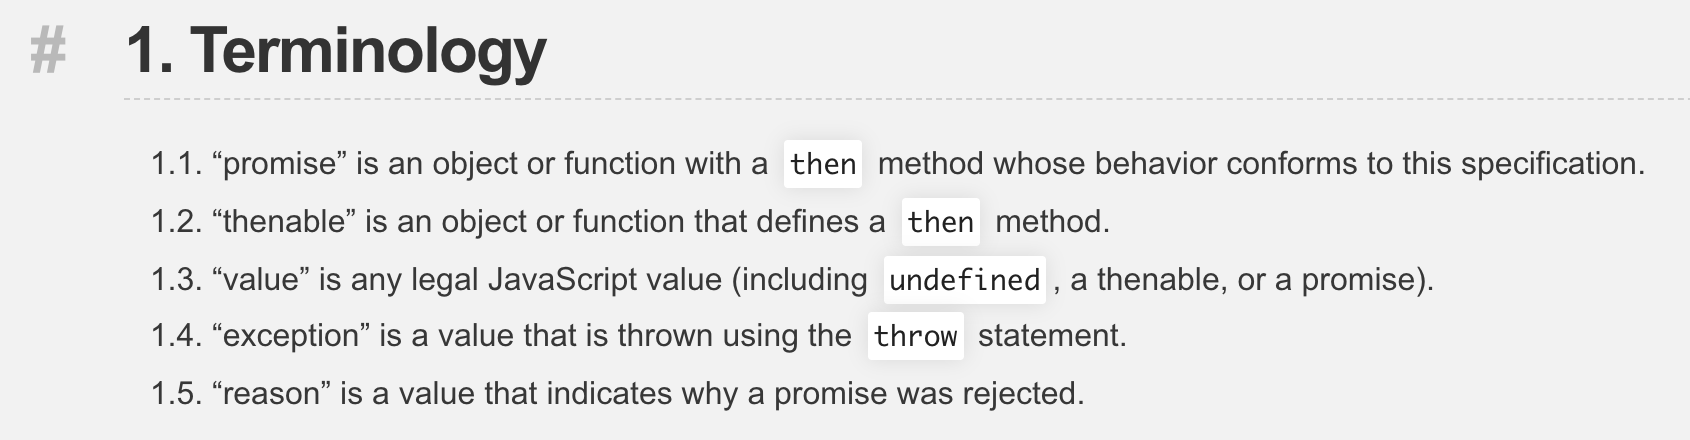 # 1. Terminology
1.1. “promise” is an object or function with a then method whose behavior conforms to this specification.
1.2. “thenable” is an object or function that defines a then method.
1.3. “value” is any legal JavaScript value (including undefined, a thenable, or a promise).
1.4. “exception” is a value that is thrown using the throw statement.
1.5. “reason” is a value that indicates why a promise was rejected.